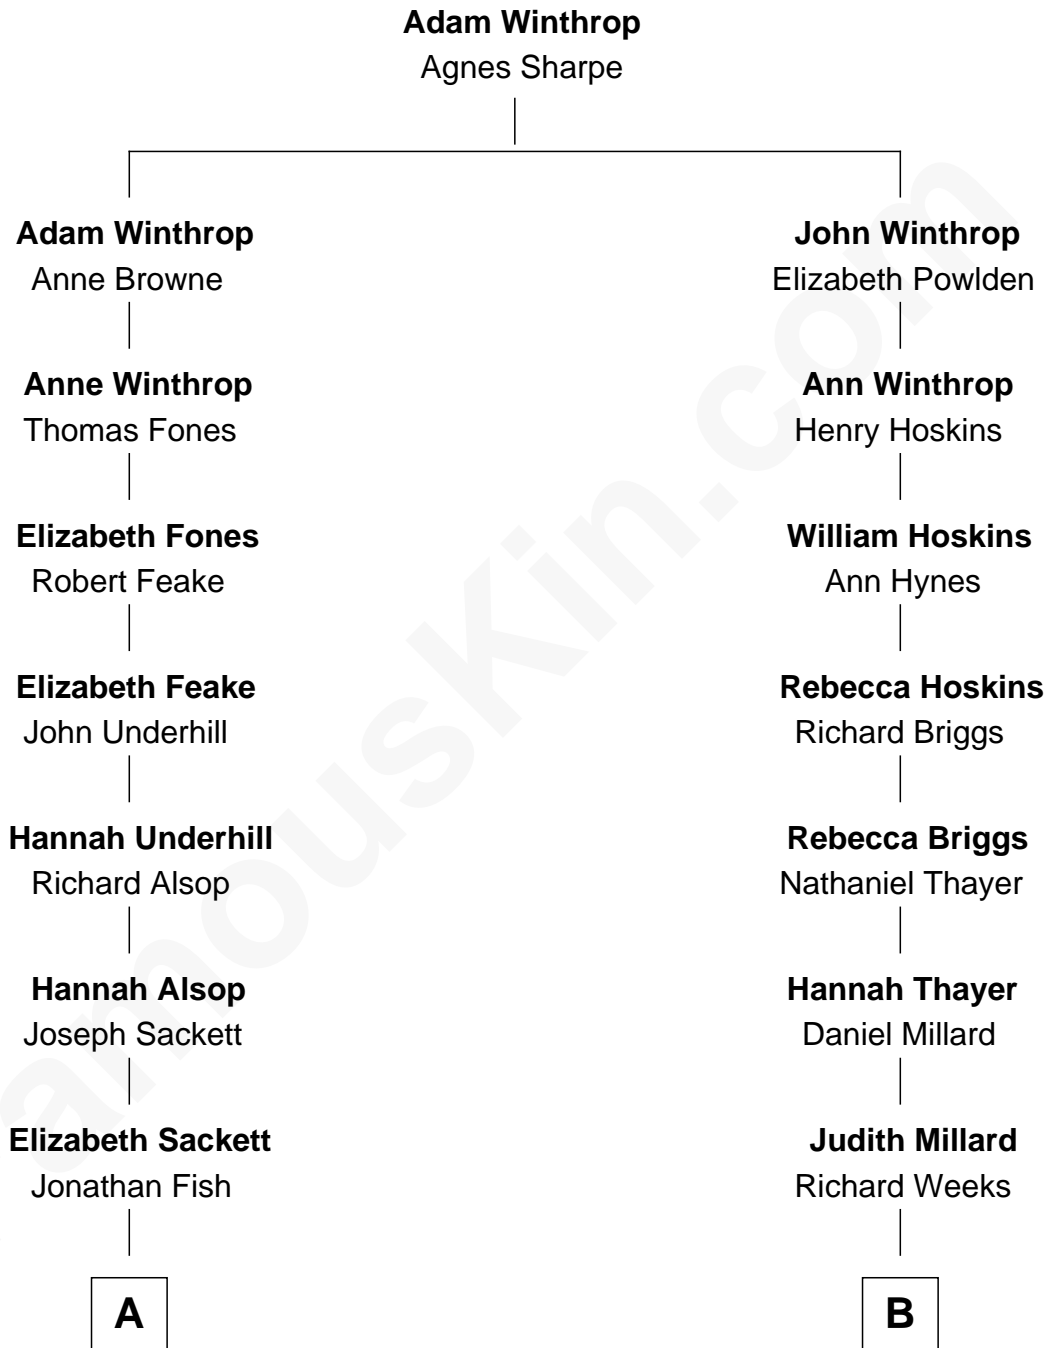 Adam Winthrop
Agnes Sharpe
Adam Winthrop
Anne Browne
John Winthrop
Elizabeth Powlden
Anne Winthrop
Thomas Fones
Ann Winthrop
Henry Hoskins
Elizabeth Fones
Robert Feake
William Hoskins
Ann Hynes
Elizabeth Feake
John Underhill
Rebecca Hoskins
Richard Briggs
Hannah Underhill
Richard Alsop
Rebecca Briggs
Nathaniel Thayer
Hannah Alsop
Joseph Sackett
Hannah Thayer
Daniel Millard
Elizabeth Sackett
Jonathan Fish
Judith Millard
Richard Weeks
A
B
amouskin.com